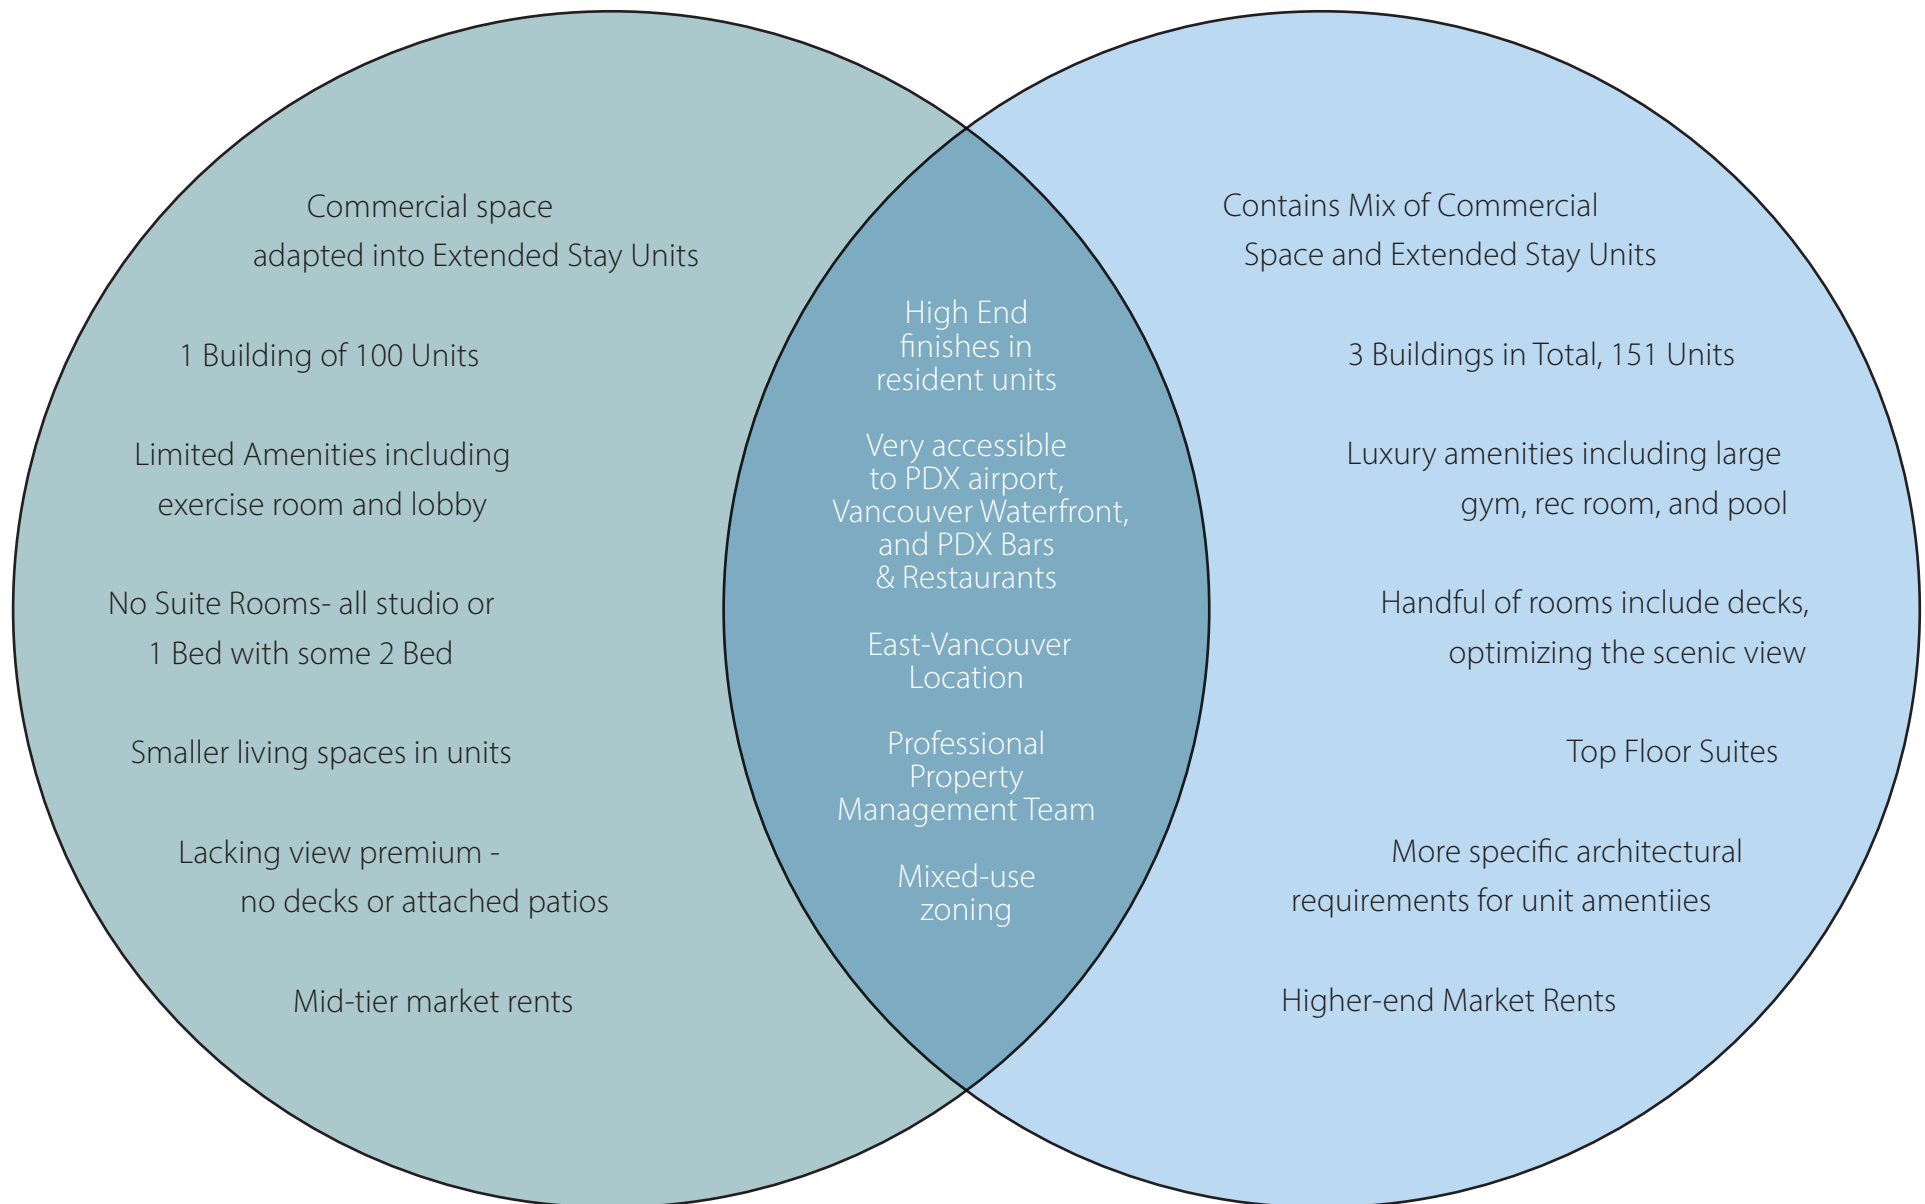 Commercial space
adapted into Extended Stay Units
1 Building of 100 Units
Limited Amenities including
exercise room and lobby
No Suite Rooms- all studio or
1 Bed with some 2 Bed
Smaller living spaces in units
Lacking view premium -
no decks or attached patios
Mid-tier market rents
High End
finishes in
resident units
Very accessible
to PDX airport,
Vancouver Waterfront,
and PDX Bars
& Restaurants
East-Vancouver
Location
Professional
Property
Management Team
Mixed-use
zoning
Contains Mix of Commercial
Space and Extended Stay Units
3 Buildings in Total, 151 Units
Luxury amenities including large
gym, rec room, and pool
Handful of rooms include decks,
optimizing the scenic view
Top Floor Suites
More specific architectural
requirements for unit amentiies
Higher-end Market Rents